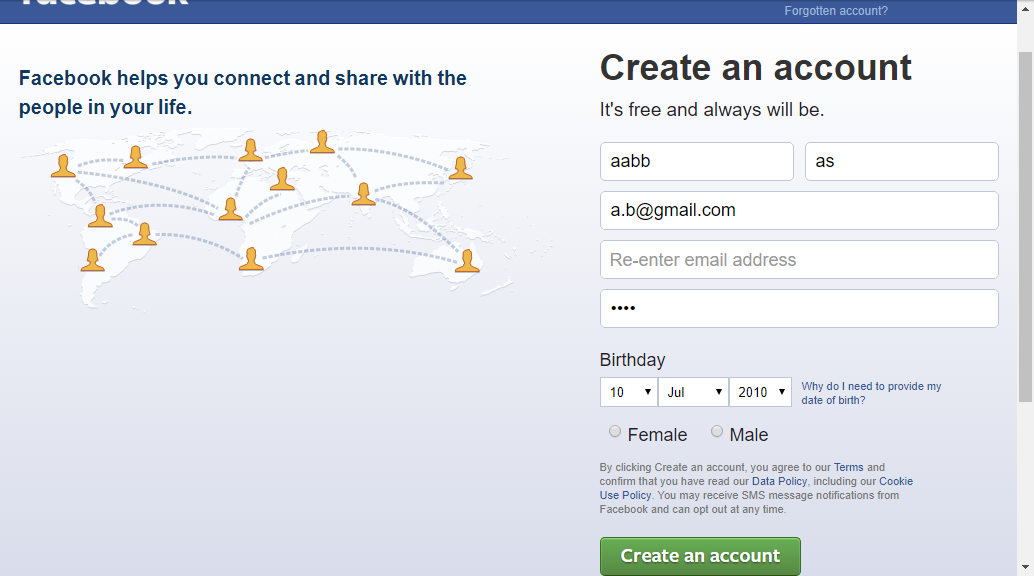 facebook
Forgotten account?
Facebook helps you connect and share with the
people in your life.
Create an account
It's free and always will be.
aabb as
a.b@gmail.com
Re-enter email address
••••
Birthday
10 Jul 2010 Why do I need to provide my
date of birth?
Female Male
By clicking Create an account, you agree to our Terms and
confirm that you have read our Data Policy, including our Cookie
Use Policy. You may receive SMS message notifications from
Facebook and can opt out at any time.
Create an account